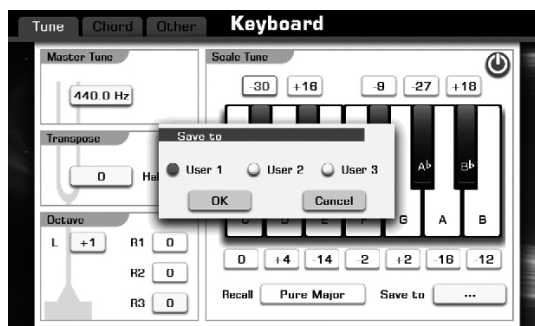 Tune Chord Other Keyboard
Master Tune
440.0 Hz
Transpose
0
Octave
L +1 R1 0
R2 0
R3 0
Scale Tune
-30 +16 -9 -27 +18
Ab Bb
G A B
0 +4 -14 -2 +2 -16 -12
Recall Pure Major Save to ...
Save to
User 1 User 2 User 3
OK Cancel